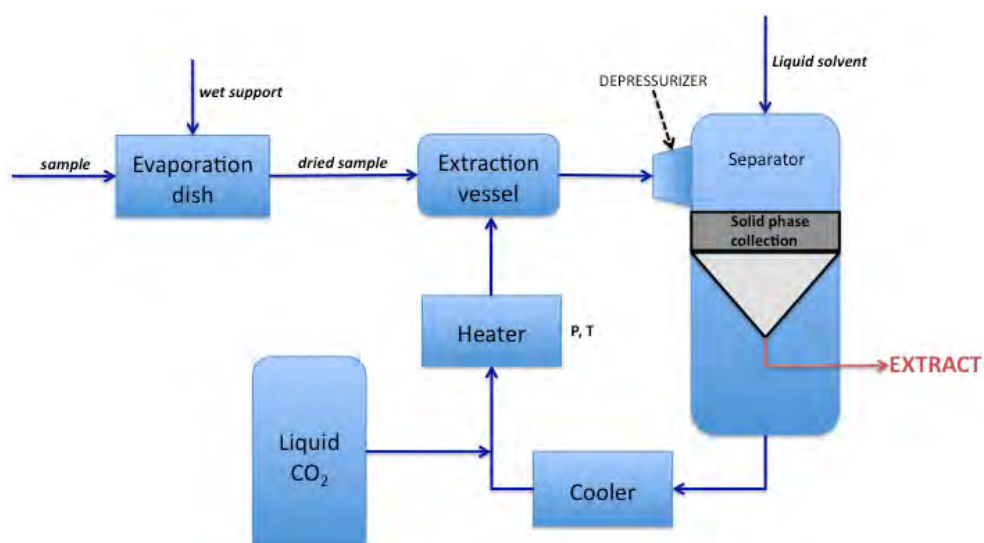 Liquid solvent
DEPRESSURIZER
wet support
sample
Evaporation
dish
dried sample
Extraction
vessel
Separator
Solid phase
collection
Heater
P, T
EXTRACT
Liquid
CO₂
Cooler